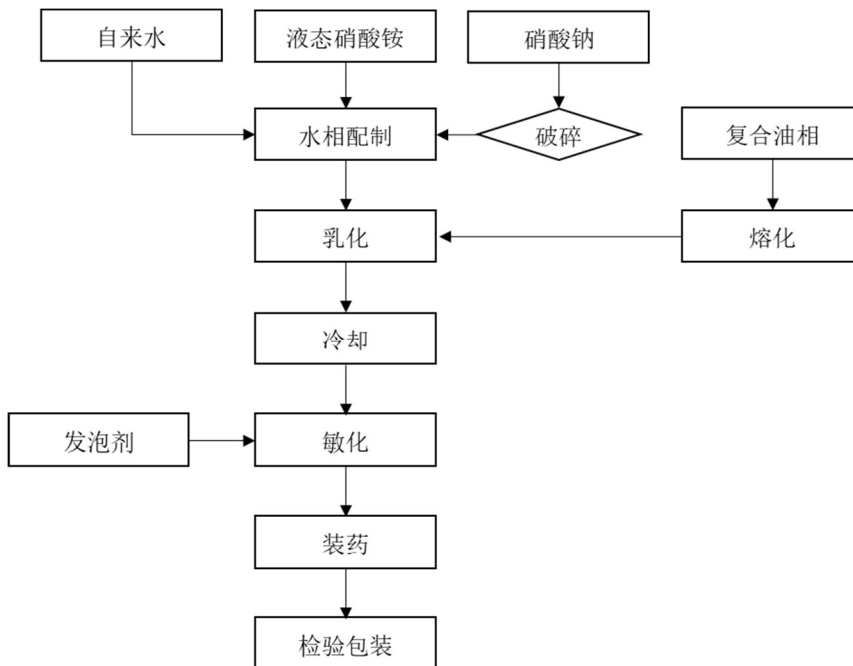 自来水
液态硝酸铵
硝酸钠
水相配制
破碎
复合油相
乳化
熔化
冷却
发泡剂
敏化
装药
检验包装